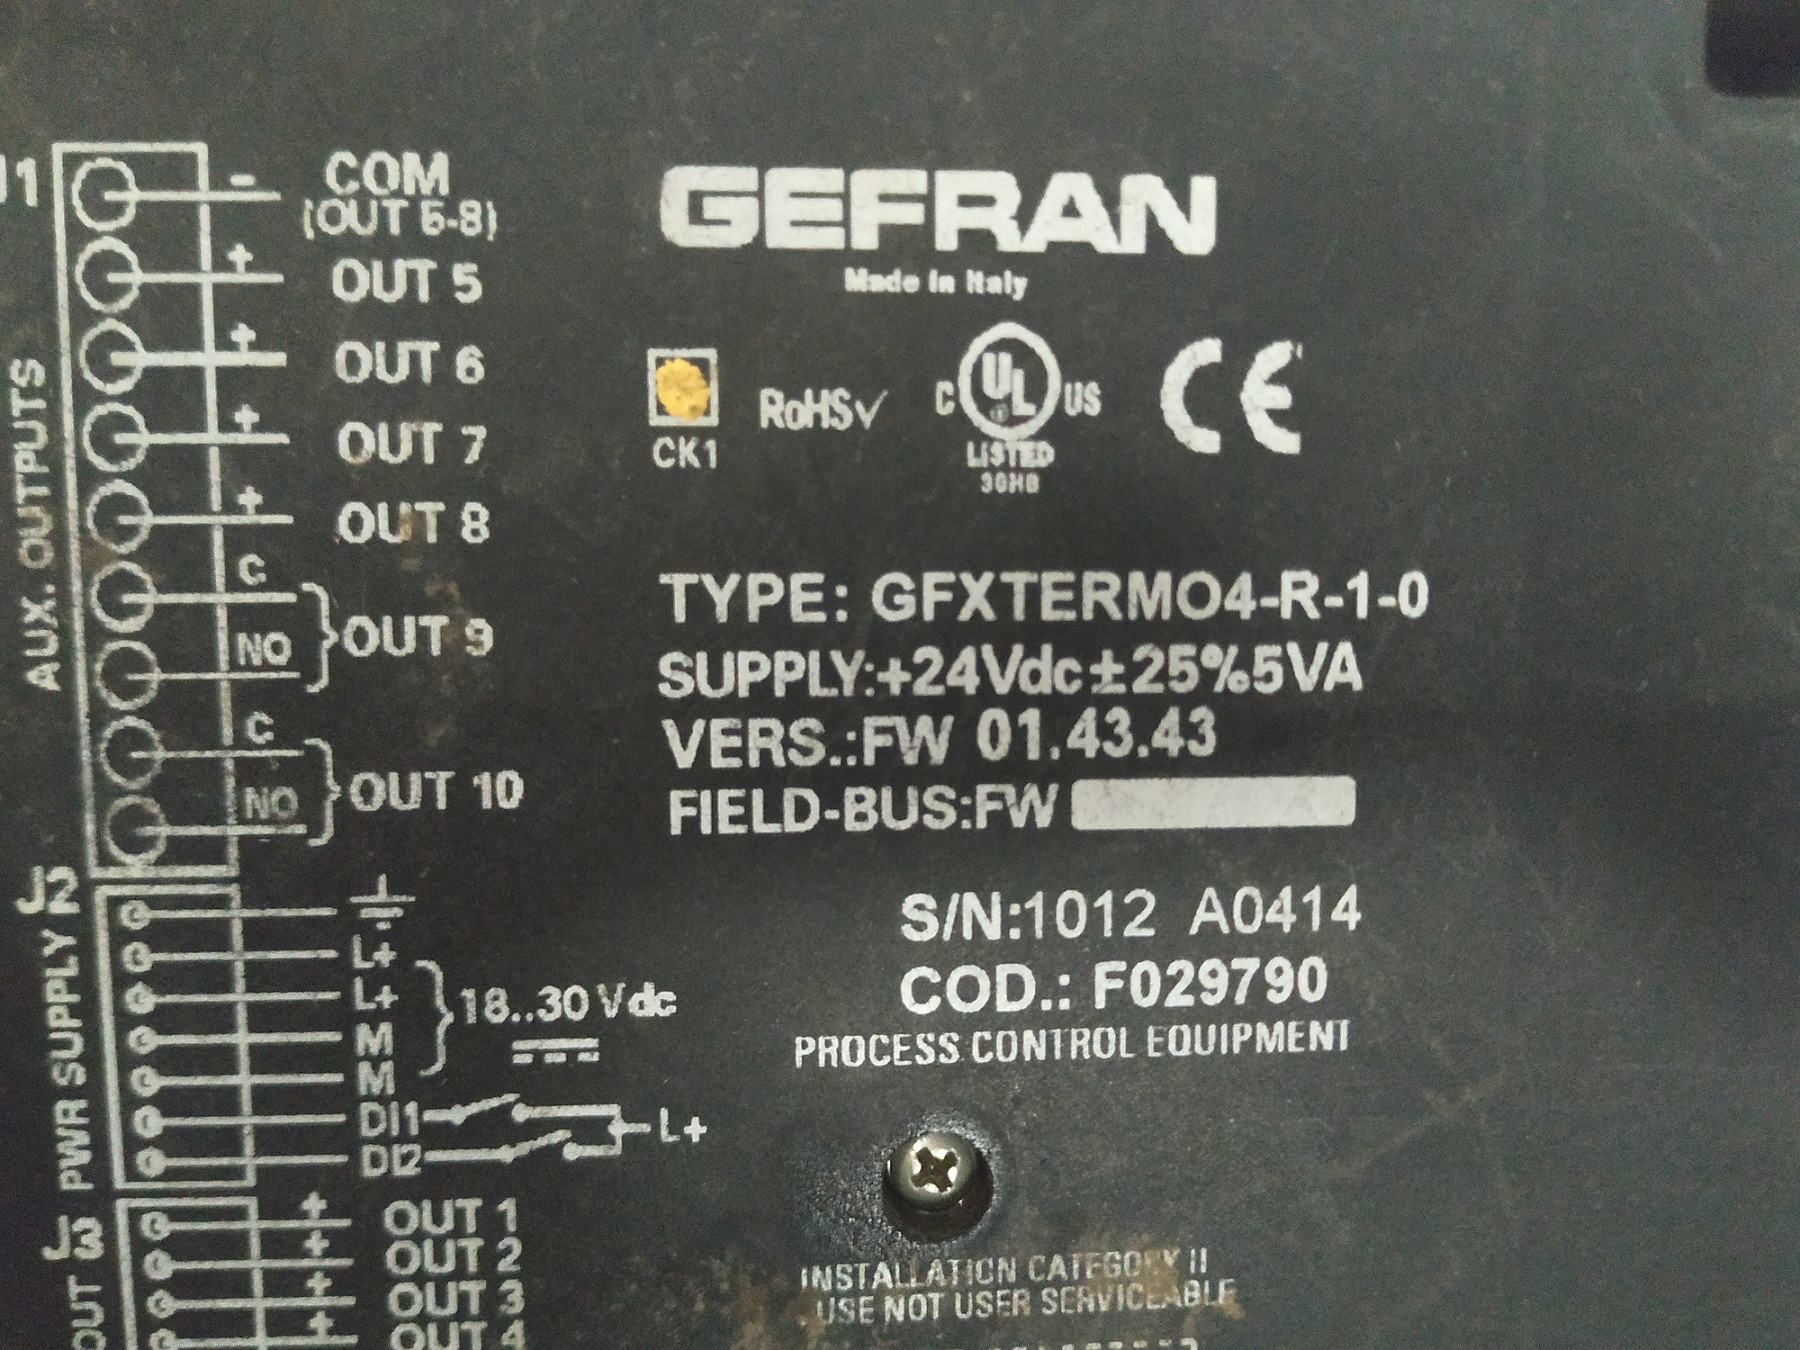 J1
COM
(OUT 5-8)
OUT 5
OUT 6
OUT 7
OUT 8
C
NO
OUT 9
C
NO
OUT 10
AUX. OUTPUTS
GEFRAN
Made in Italy
CK1
RoHS✓
C UL US
LISTED
TYPE: GFXTERMO4-R-1-0
SUPPLY:+24Vdc±25%5VA
VERS.:FW 01.43.43
FIELD-BUS:FW
S/N:1012 A0414
COD.: F029790
PROCESS CONTROL EQUIPMENT
J2
PWR SUPPLY
L+
L+
M
M
18..30 Vdc
DI1
DI2
L+
J3
OUT
OUT 1
OUT 2
OUT 3
OUT 4
INSTALLATION CATEGORY II
USE NOT USER SERVICEABLE